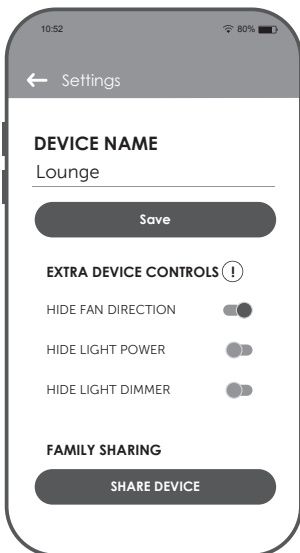 10:52 80%
Settings
DEVICE NAME
Lounge
Save
EXTRA DEVICE CONTROLS !
HIDE FAN DIRECTION
HIDE LIGHT POWER
HIDE LIGHT DIMMER
FAMILY SHARING
SHARE DEVICE